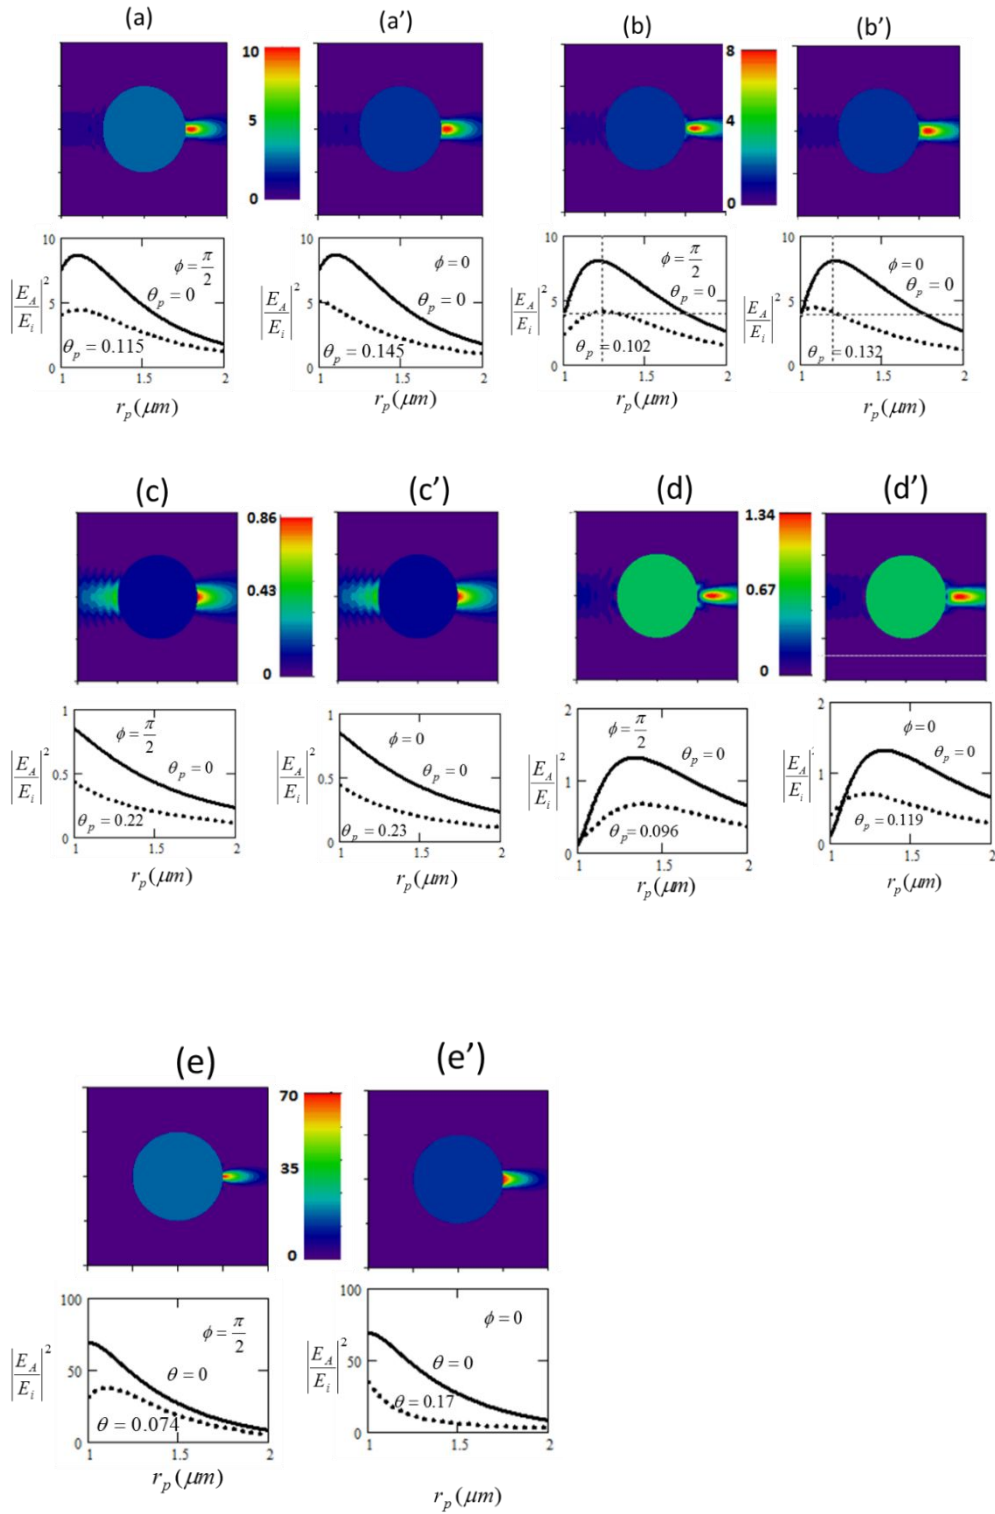 (a) (a') (b) (b')
10 5 0
8 4 0
|E_A/E_i|^2 10 5 0 ϕ = π/2 θ_p = 0 θ_p = 0.115 1 1.5 2 r_p(μm)
ϕ = 0 θ_p = 0 θ_p = 0.145 1 1.5 2 r_p(μm)
|E_A/E_i|^2 10 5 0 ϕ = π/2 θ_p = 0 θ_p = 0.102 1 1.5 2 r_p(μm)
|E_A/E_i|^2 10 5 0 ϕ = 0 θ_p = 0 θ_p = 0.132 1 1.5 2 r_p(μm)
(c) (c') (d) (d')
0.86 0.43 0
1.34 0.67 0
|E_A/E_i|^2 1 0.5 0 ϕ = π/2 θ_p = 0 θ_p = 0.22 1 1.5 2 r_p(μm)
|E_A/E_i|^2 1 0.5 0 ϕ = 0 θ_p = 0 θ_p = 0.23 1 1.5 2 r_p(μm)
|E_A/E_i|^2 2 1 0 ϕ = π/2 θ_p = 0 θ_p = 0.096 1 1.5 2 r_p(μm)
|E_A/E_i|^2 2 1 0 ϕ = 0 θ_p = 0 θ_p = 0.119 1 1.5 2 r_p(μm)
(e) (e')
70 35 0
|E_A/E_i|^2 100 50 0 ϕ = π/2 θ = 0 θ = 0.074 1 1.5 2 r_p(μm)
|E_A/E_i|^2 100 50 0 ϕ = 0 θ = 0 θ = 0.17 1 1.5 2 r_p(μm)